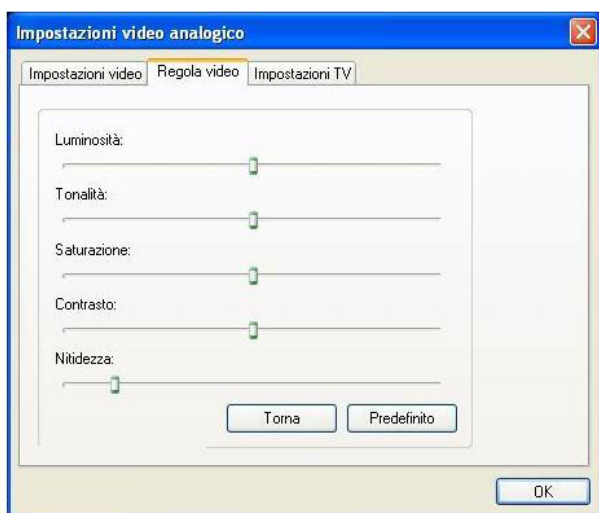 Impostazioni video analogico
Impostazioni video Regola video Impostazioni TV
Luminosità:
Tonalità:
Saturazione:
Contrasto:
Nitidezza:
Torna Predefinito
OK